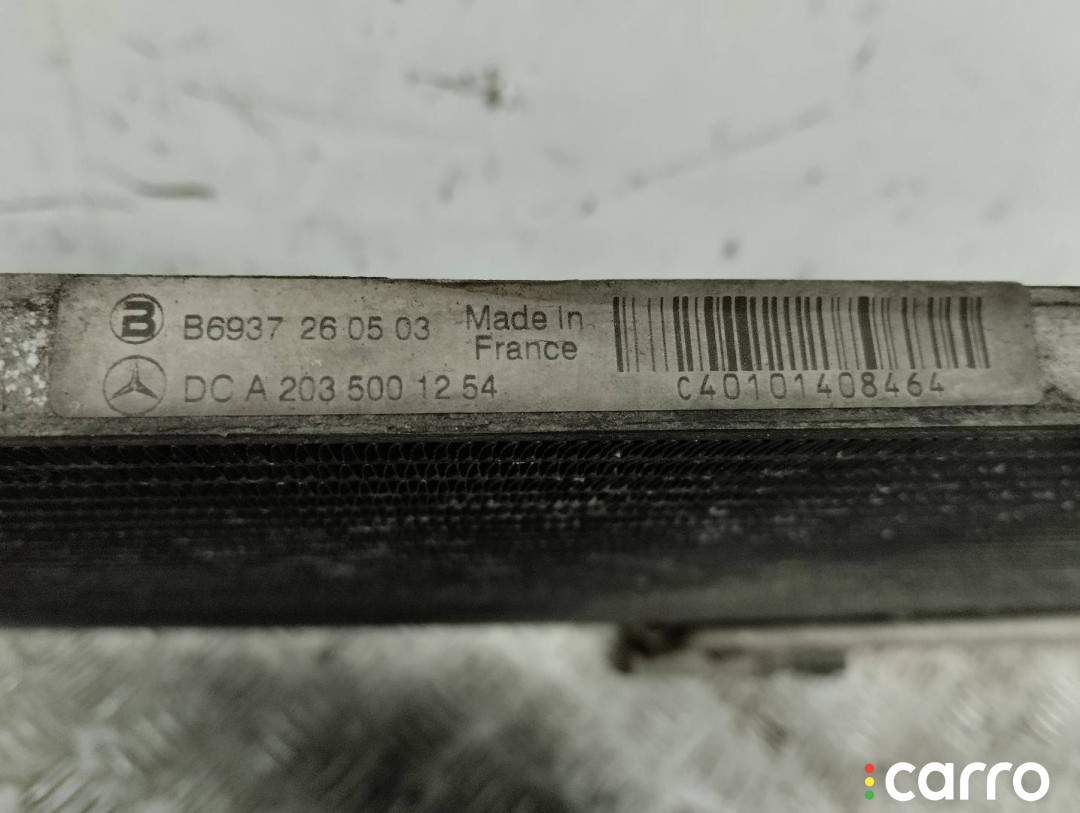 B B6937 26 05 03
Made In
France
DC A 203 500 12 54
C40101408464
carro